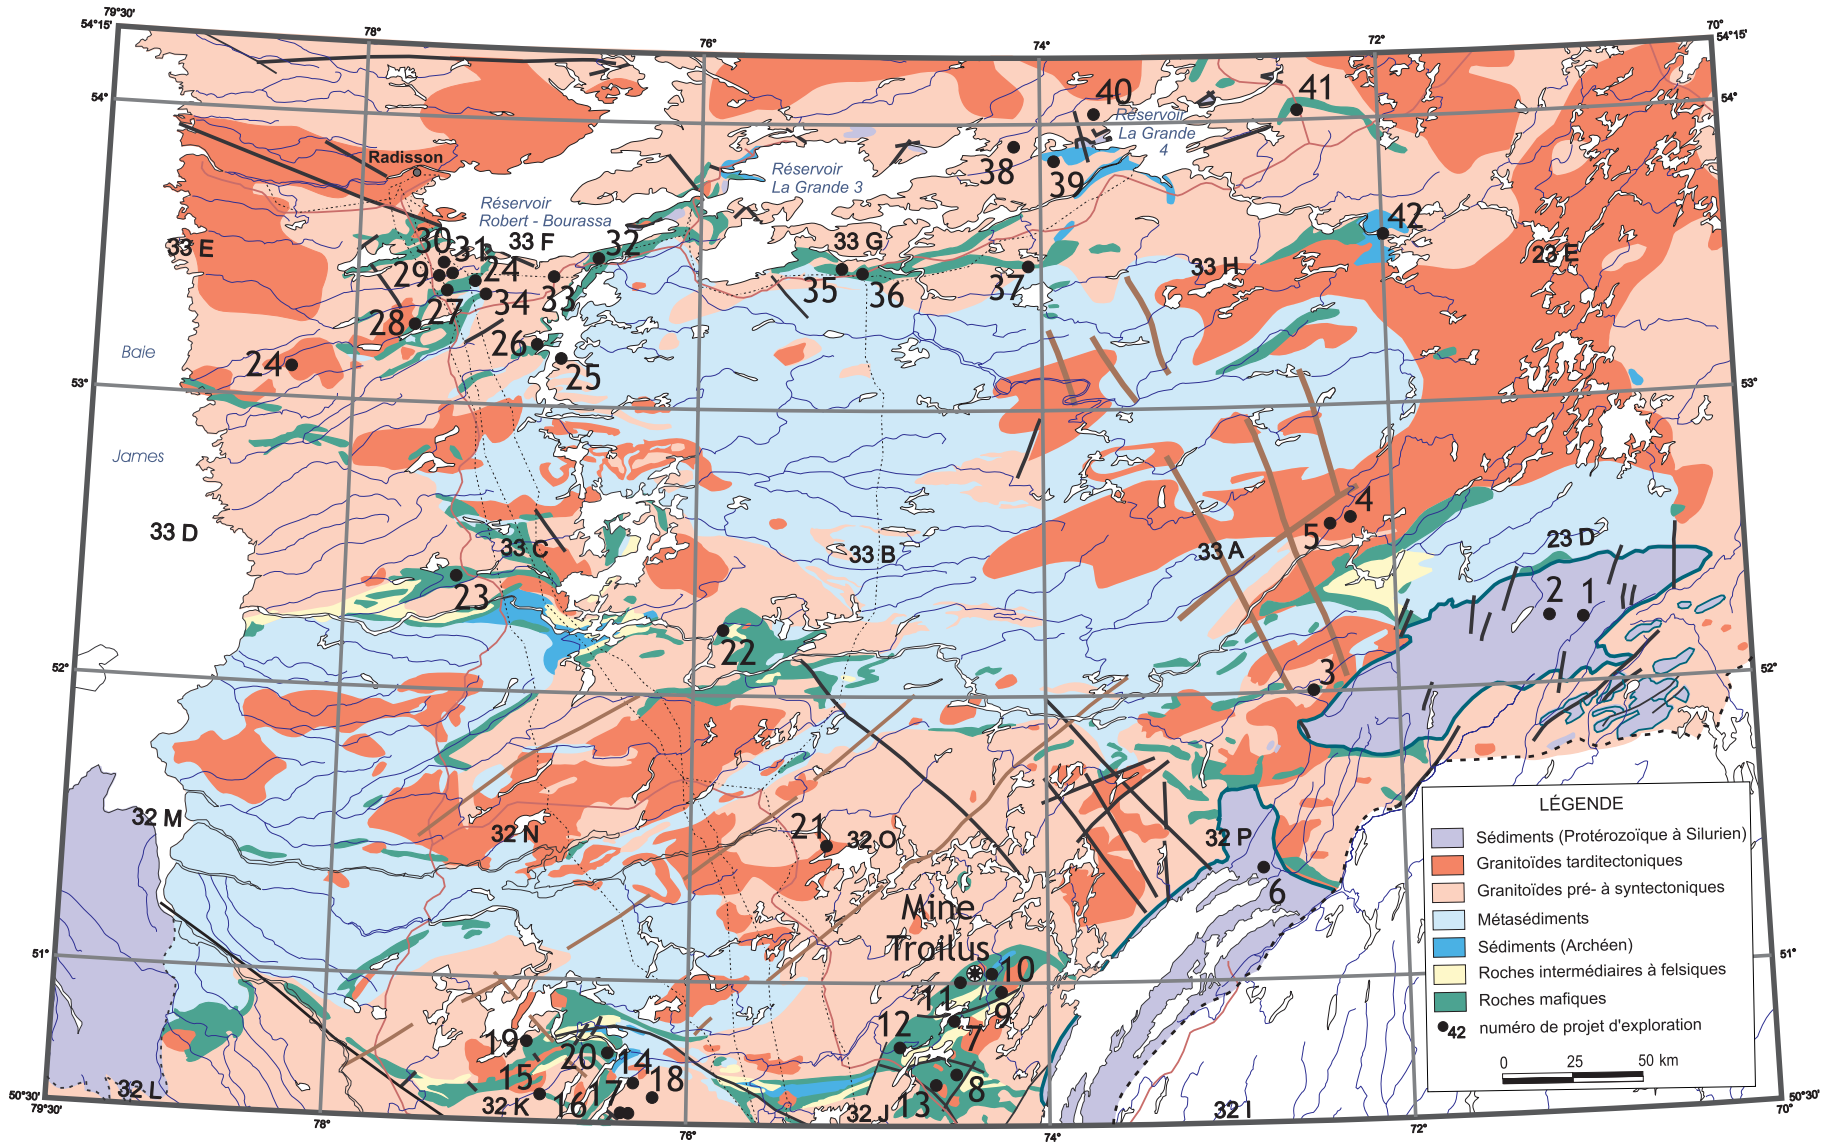 79°30'
54°15'
78°
76°
74°
72°
70°
54°15'
54°
54°
40
41
Réservoir
La Grande
4
Radisson
38
39
Réservoir
La Grande 3
Réservoir
Robert - Bourassa
42
33 E
30
31
33 F
32
33 G
23 E
29
24
33 H
27
34
33
35
36
37
28
26
Baie
24
25
53°
53°
James
4
5
33 D
33 C
33 B
33 A
23 D
23
2
1
22
52°
3
52°
32 M
32 N
21
32 O
32 P
6
Mine
Troilus
51°
10
51°
11
9
12
19
7
20
14
15
18
8
17
16
13
32 L
32 K
32 J
32 I
50°30'
79°30'
78°
76°
74°
72°
70°
50°30'
LÉGENDE
Sédiments (Protérozoïque à Silurien)
Granitoïdes tarditectoniques
Granitoïdes pré- à syntectoniques
Métasédiments
Sédiments (Archéen)
Roches intermédiaires à felsiques
Roches mafiques
42 numéro de projet d'exploration
0 25 50 km